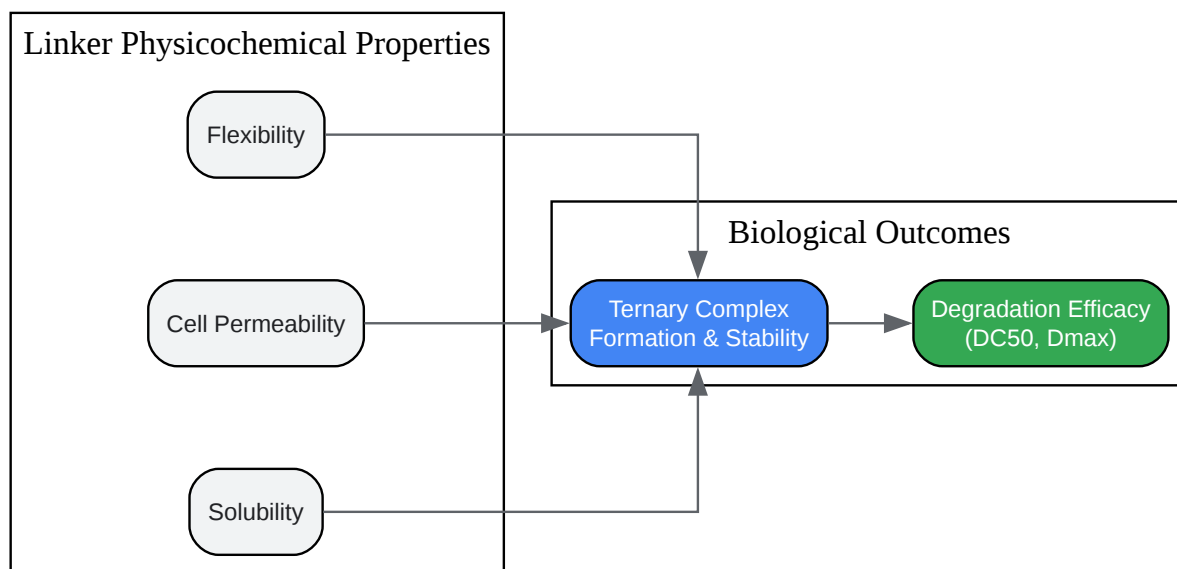 Linker Physicochemical Properties
Flexibility
Cell Permeability
Solubility
Biological Outcomes
Ternary Complex
Formation & Stability
Degradation Efficacy
(DC50, Dmax)